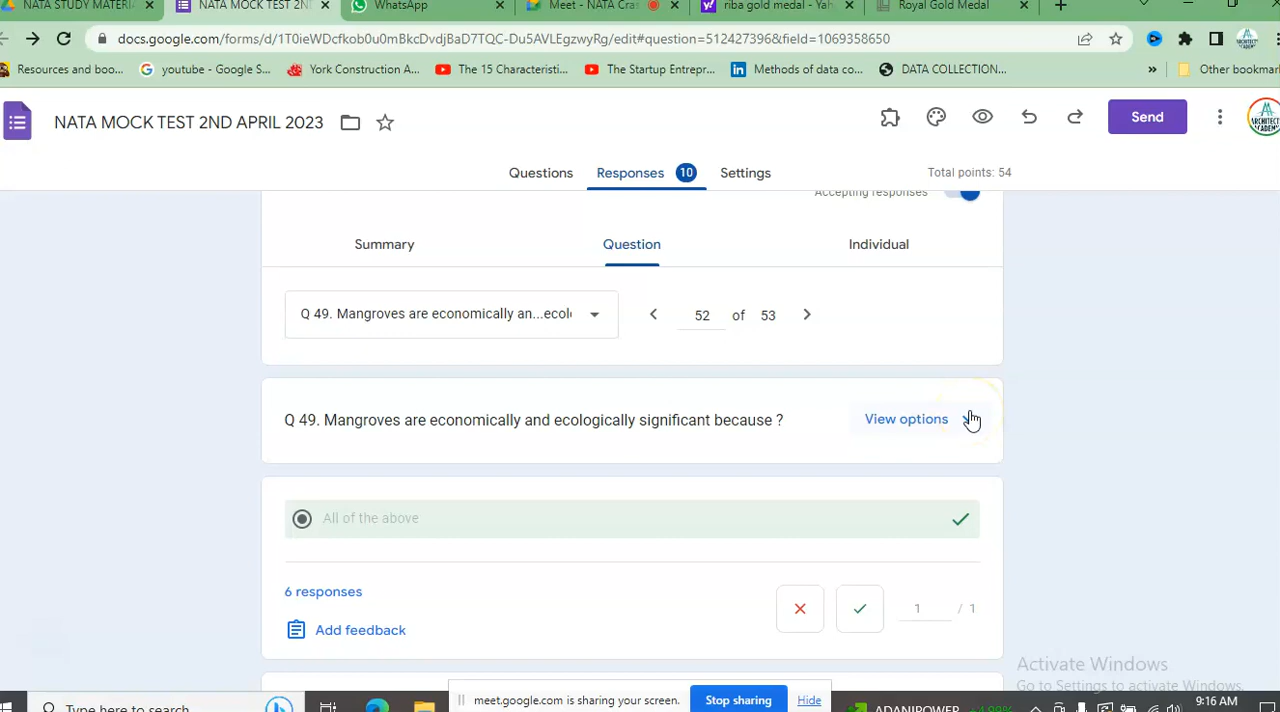 NATA STUDY MATERIA ×
NATA MOCK TEST 2ND ×
WhatsApp ×
Meet - NATA Cras ×
riba gold medal - Yah ×
Royal Gold Medal ×
docs.google.com/forms/d/1T0ieWDcfkob0u0mBkcDvdjBaD7TQC-Du5AVLEgzwyRg/edit#question=512427396&field=1069358650
Resources and boo...
youtube - Google S...
York Construction A...
The 15 Characteristi...
The Startup Entrepr...
Methods of data co...
DATA COLLECTION...
»
Other bookmar
NATA MOCK TEST 2ND APRIL 2023
Send
Questions
Responses 10
Settings
Total points: 54
Accepting responses
Summary
Question
Individual
Q 49. Mangroves are economically an...ecol
52 of 53
Q 49. Mangroves are economically and ecologically significant because ?
View options
All of the above
6 responses
1 / 1
Add feedback
Activate Windows
Go to Settings to activate Windows.
meet.google.com is sharing your screen.
Stop sharing
Hide
Type here to search
ADANIPOWER +4.99%
9:16 AM